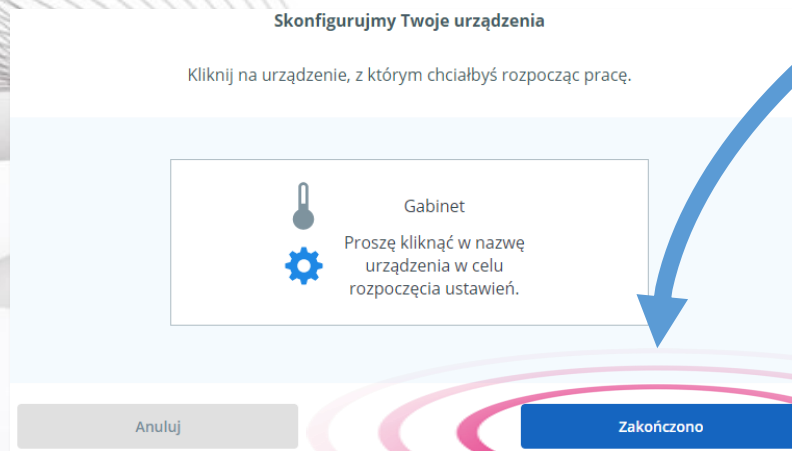 Skonfigurujmy Twoje urządzenia
Kliknij na urządzenie, z którym chciałbyś rozpocząc pracę.
Gabinet
Proszę kliknąć w nazwę
urządzenia w celu
rozpoczęcia ustawień.
Anuluj
Zakończono